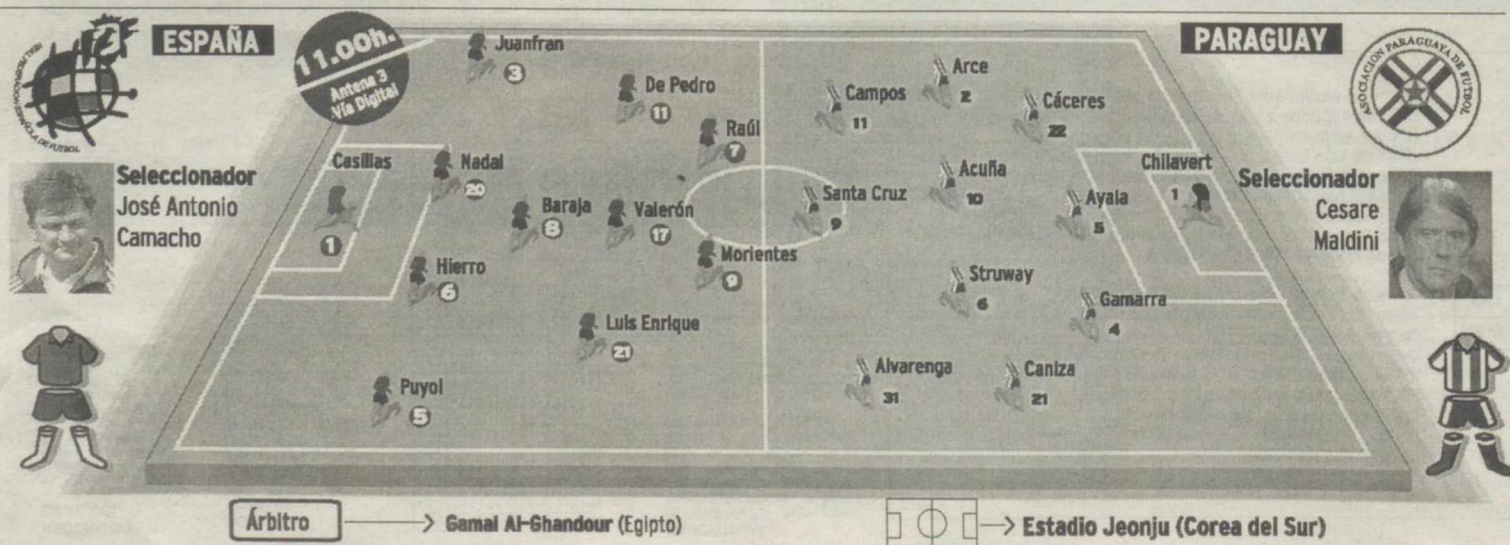 ESPAÑA
11.00h.
Antena 3
Vía Digital
PARAGUAY
ASOCIACION PARAGUAYA DE FUTBOL
Seleccionador
José Antonio
Camacho
Seleccionador
Cesare
Maldini
Casillas
1
Juanfran
3
Nadal
20
Hierro
6
Puyol
5
De Pedro
11
Baraja
8
Valerón
17
Luis Enrique
21
Raúl
7
Morientes
9
Campos
11
Santa Cruz
9
Alvarenga
31
Arce
2
Acuña
10
Struway
6
Caniza
21
Cáceres
22
Ayala
5
Gamarra
4
Chilavert
1
Árbitro
Gamal Al-Ghandour (Egipto)
Estadio Jeonju (Corea del Sur)